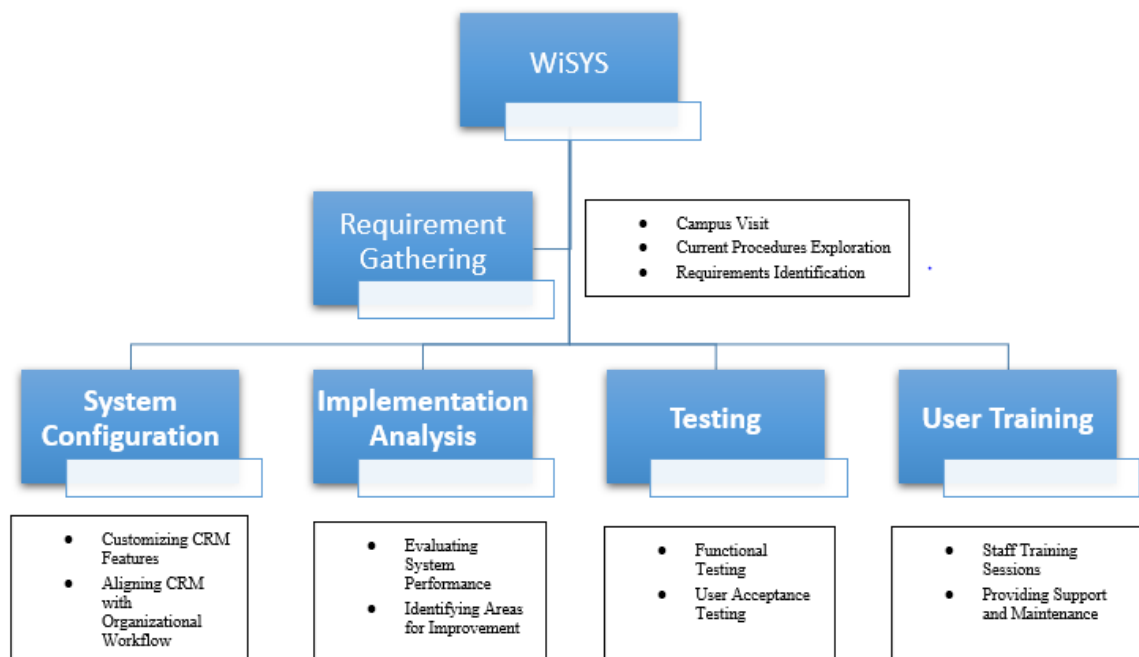 WiSYS
Requirement
Gathering
● Campus Visit
● Current Procedures Exploration
● Requirements Identification
System
Configuration
Implementation
Analysis
Testing
User Training
● Customizing CRM
Features
● Aligning CRM
with
Organizational
Workflow
● Evaluating
System
Performance
● Identifying Areas
for Improvement
● Functional
Testing
● User Acceptance
Testing
● Staff Training
Sessions
● Providing Support
and Maintenance